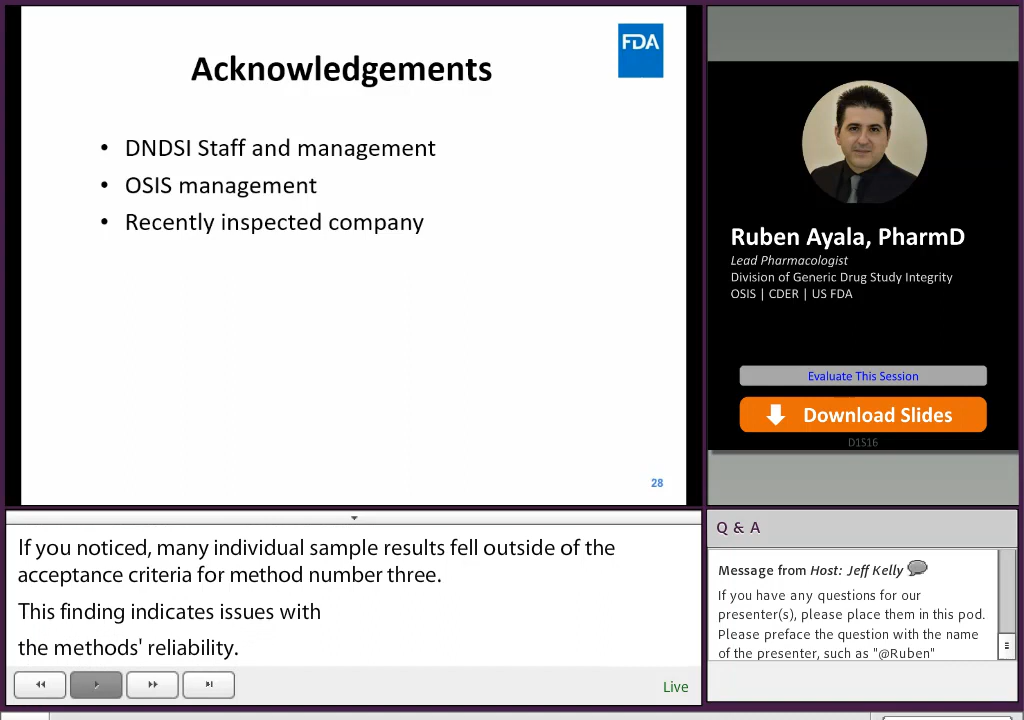 Acknowledgements
FDA
• DNDSI Staff and management
• OSIS management
• Recently inspected company
28
Ruben Ayala, PharmD
Lead Pharmacologist
Division of Generic Drug Study Integrity
OSIS | CDER | US FDA
Evaluate This Session
Download Slides
D1S16
If you noticed, many individual sample results fell outside of the
acceptance criteria for method number three.
This finding indicates issues with
the methods' reliability.
Live
Q & A
Message from Host: Jeff Kelly
If you have any questions for our
presenter(s), please place them in this pod.
Please preface the question with the name
of the presenter, such as "@Ruben"